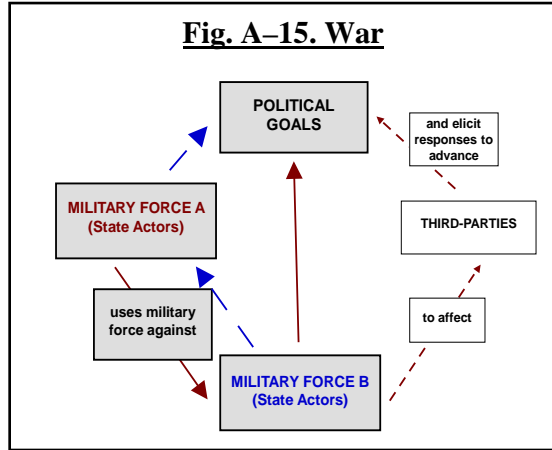 Fig. A–15. War
POLITICAL
GOALS
and elicit
responses to
advance
MILITARY FORCE A
(State Actors)
THIRD-PARTIES
uses military
force against
to affect
MILITARY FORCE B
(State Actors)